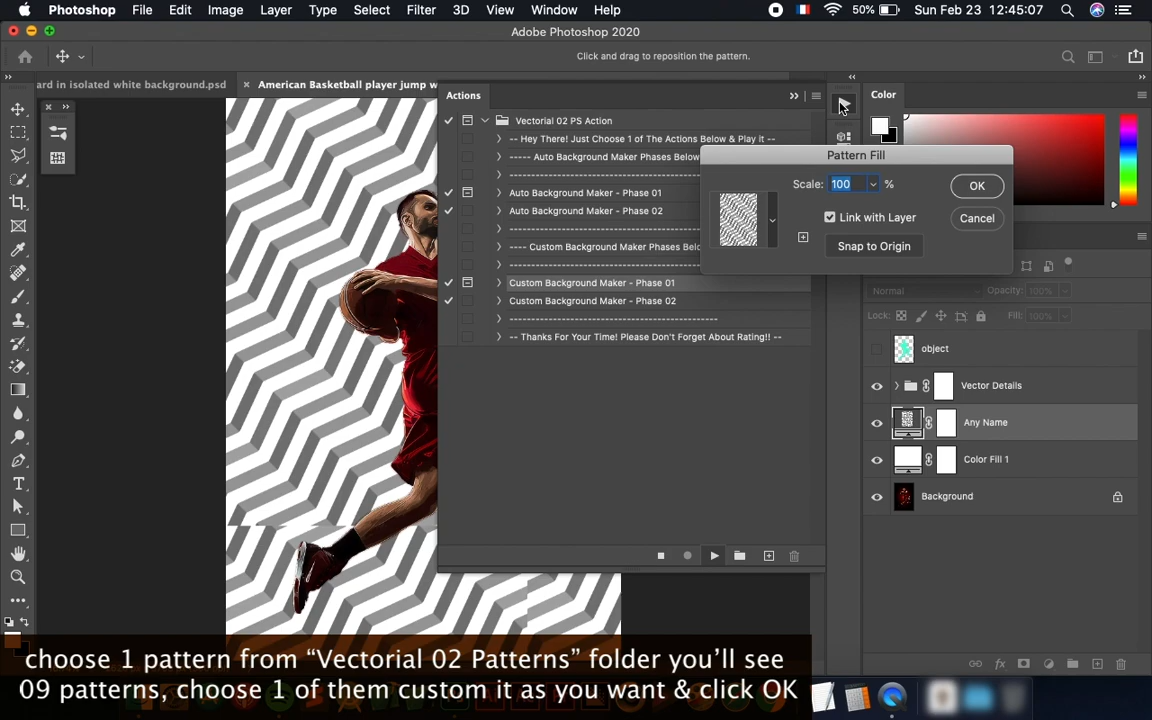 Photoshop File Edit Image Layer Type Select Filter 3D View Window Help 50% Sun Feb 23 12:45:07
Adobe Photoshop 2020
Click and drag to reposition the pattern.
ard in isolated white background.psd × American Basketball player jump w
Actions
Color
Vectorial 02 PS Action
-- Hey There! Just Choose 1 of The Actions Below & Play it --
----- Auto Background Maker Phases Below
Auto Background Maker - Phase 01
Auto Background Maker - Phase 02
---- Custom Background Maker Phases Belo
Custom Background Maker - Phase 01
Custom Background Maker - Phase 02
---------------------------------------------
-- Thanks For Your Time! Please Don't Forget About Rating!! --
Pattern Fill
Scale: 100 %
OK
Link with Layer
Cancel
Snap to Origin
Normal Opacity: 100%
Lock: Fill: 100%
object
Vector Details
Any Name
Color Fill 1
Background
choose 1 pattern from “Vectorial 02 Patterns” folder you’ll see
09 patterns, choose 1 of them custom it as you want & click OK